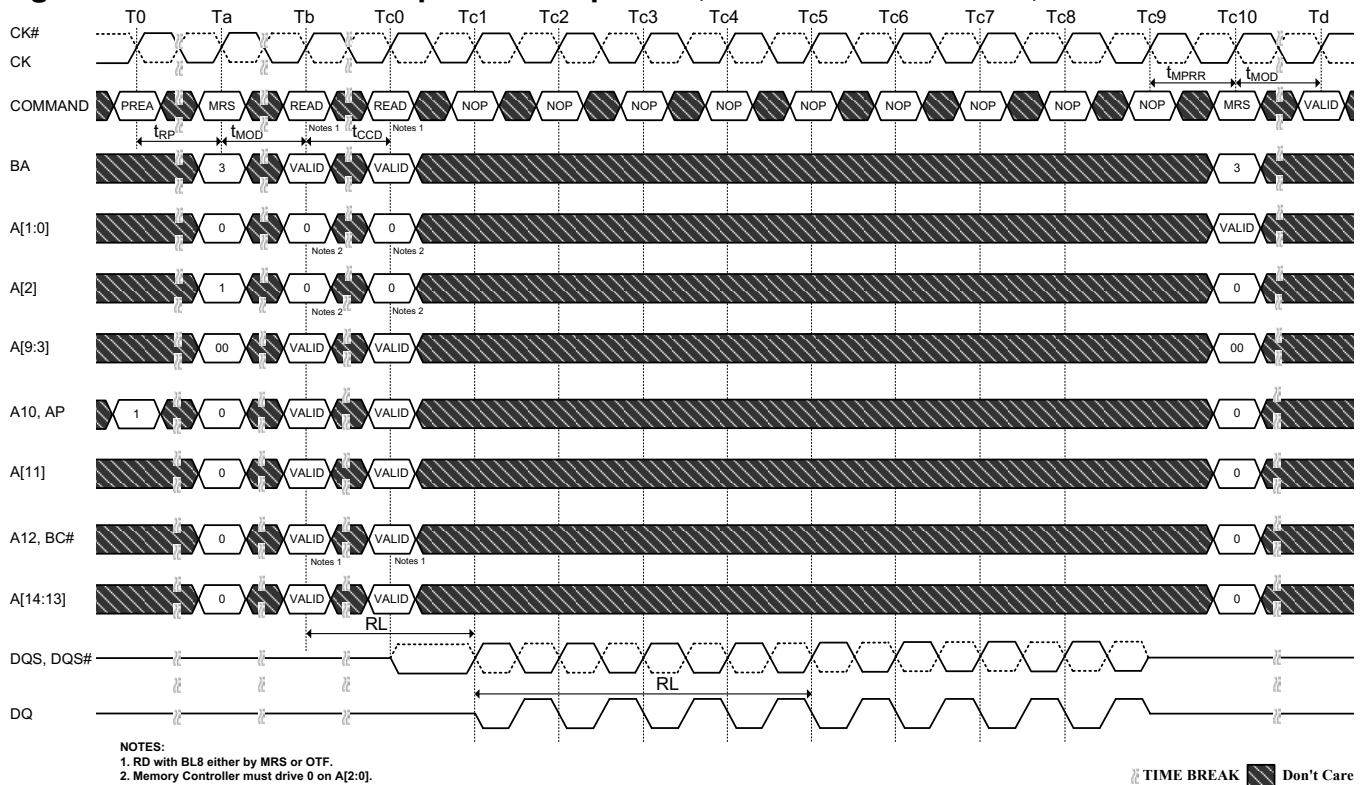 T0 Ta Tb Tc0 Tc1 Tc2 Tc3 Tc4 Tc5 Tc6 Tc7 Tc8 Tc9 Tc10 Td
CK#
CK
tMPRR tMOD
COMMAND PREA MRS READ READ NOP NOP NOP NOP NOP NOP NOP NOP NOP MRS VALID
Notes 1 Notes 1
tRP tMOD tCCD
BA 3 VALID VALID 3
A[1:0] 0 0 0 VALID
Notes 2 Notes 2
A[2] 1 0 0 0
Notes 2 Notes 2
A[9:3] 00 VALID VALID 00
A10, AP 1 0 VALID VALID 0
A[11] 0 VALID VALID 0
A12, BC# 0 VALID VALID 0
Notes 1 Notes 1
A[14:13] 0 VALID VALID 0
RL
DQS, DQS#
RL
DQ
NOTES:
1. RD with BL8 either by MRS or OTF.
2. Memory Controller must drive 0 on A[2:0].
TIME BREAK Don't Care